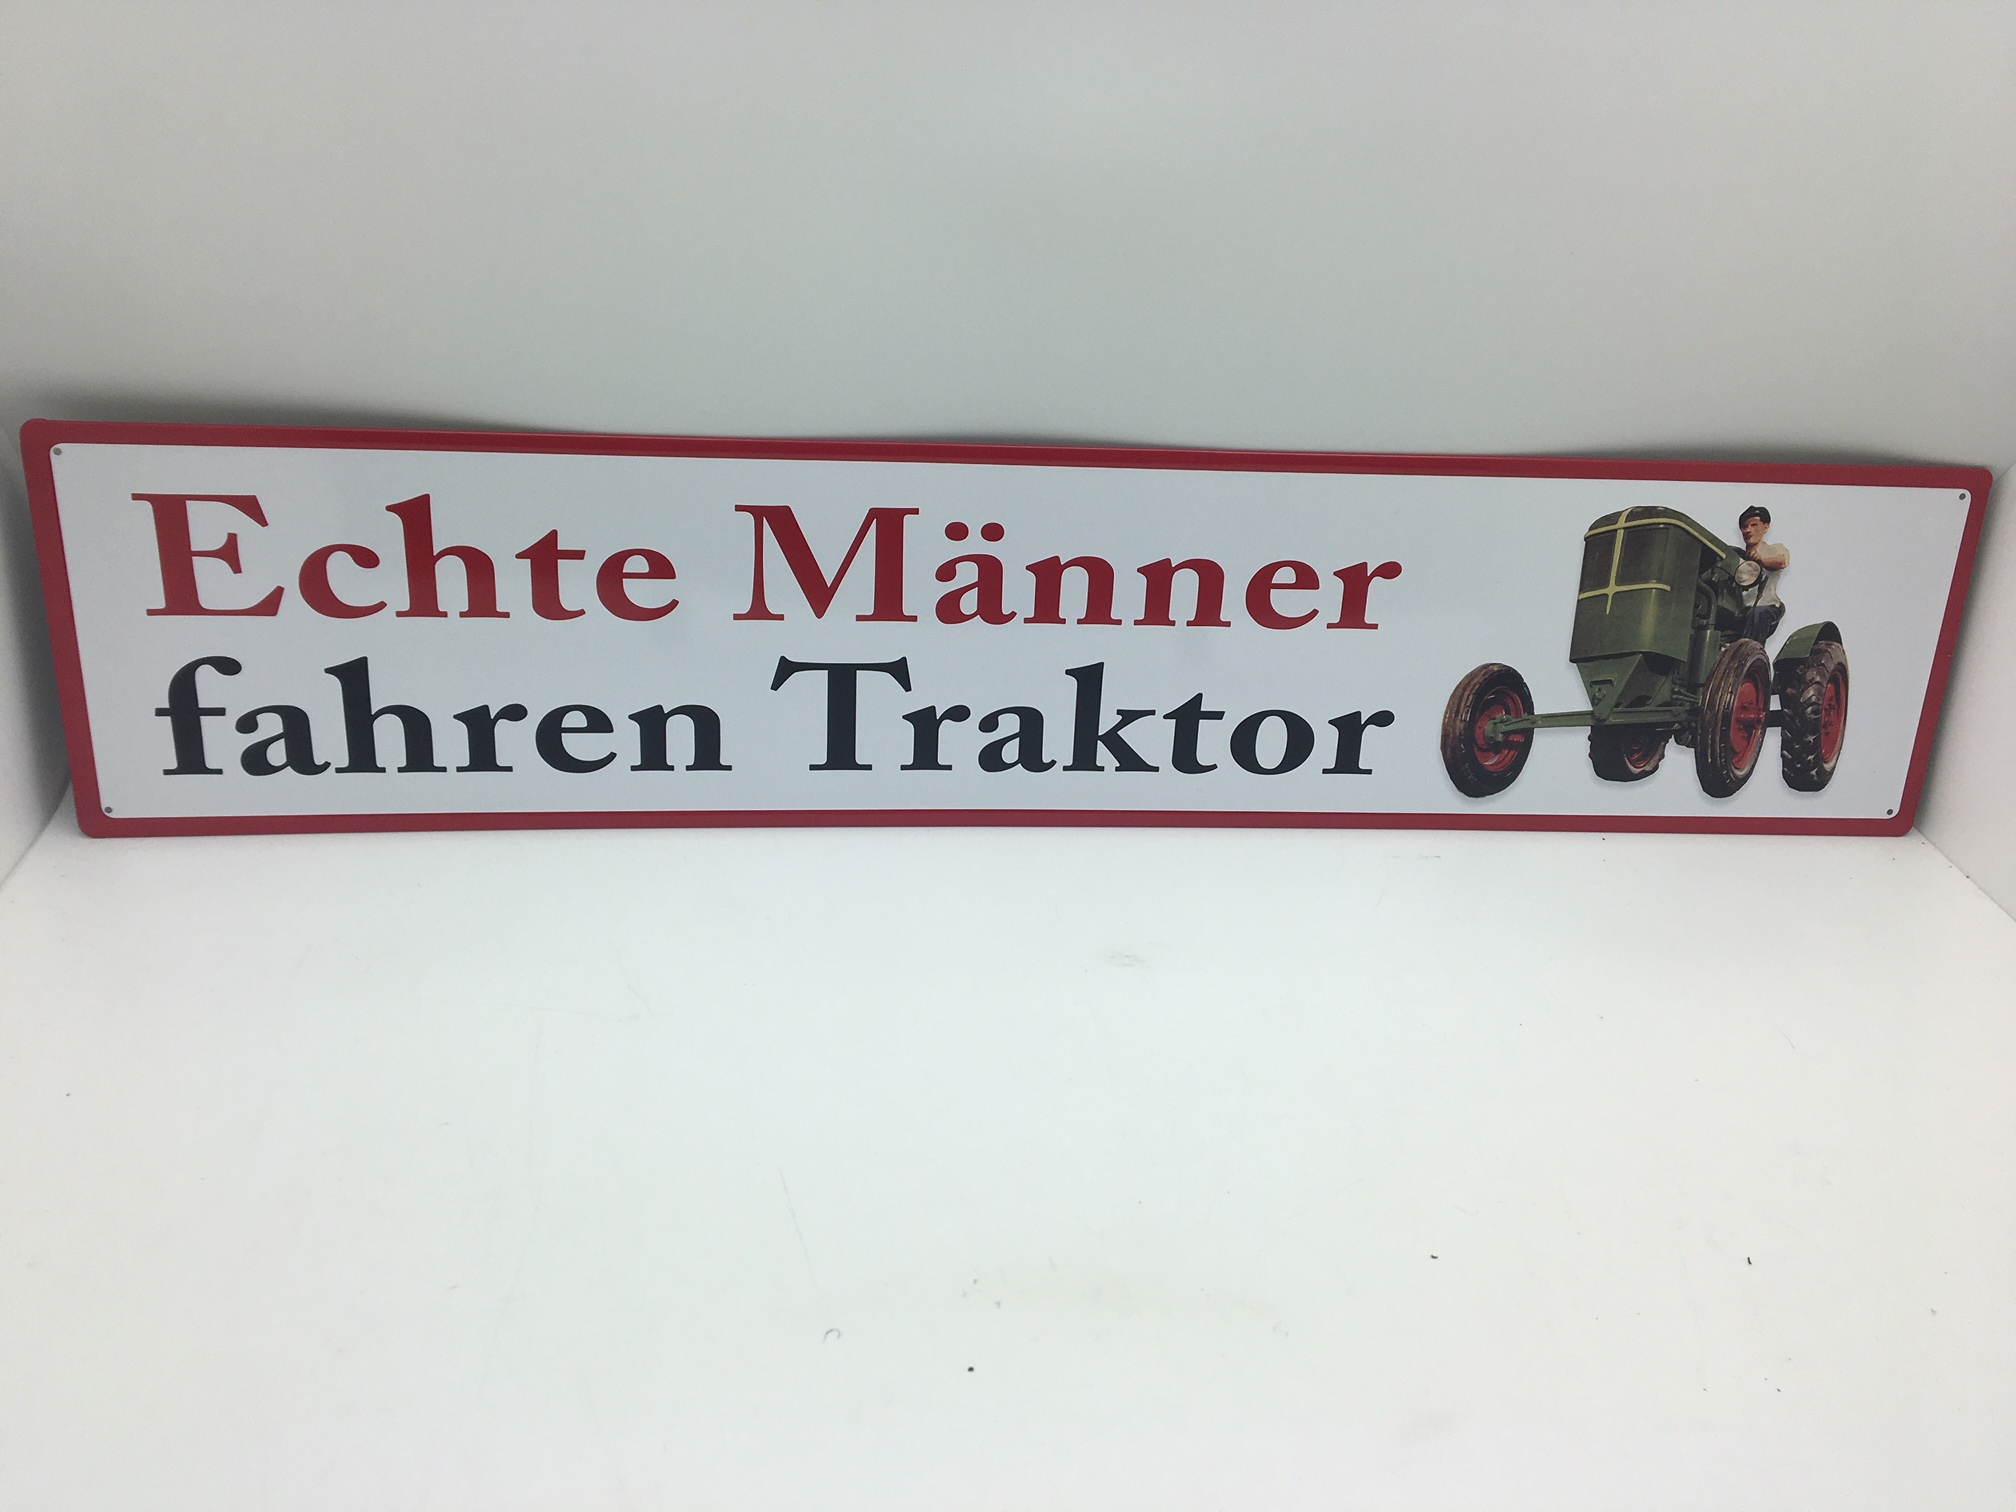 Echte Männer
fahren Traktor